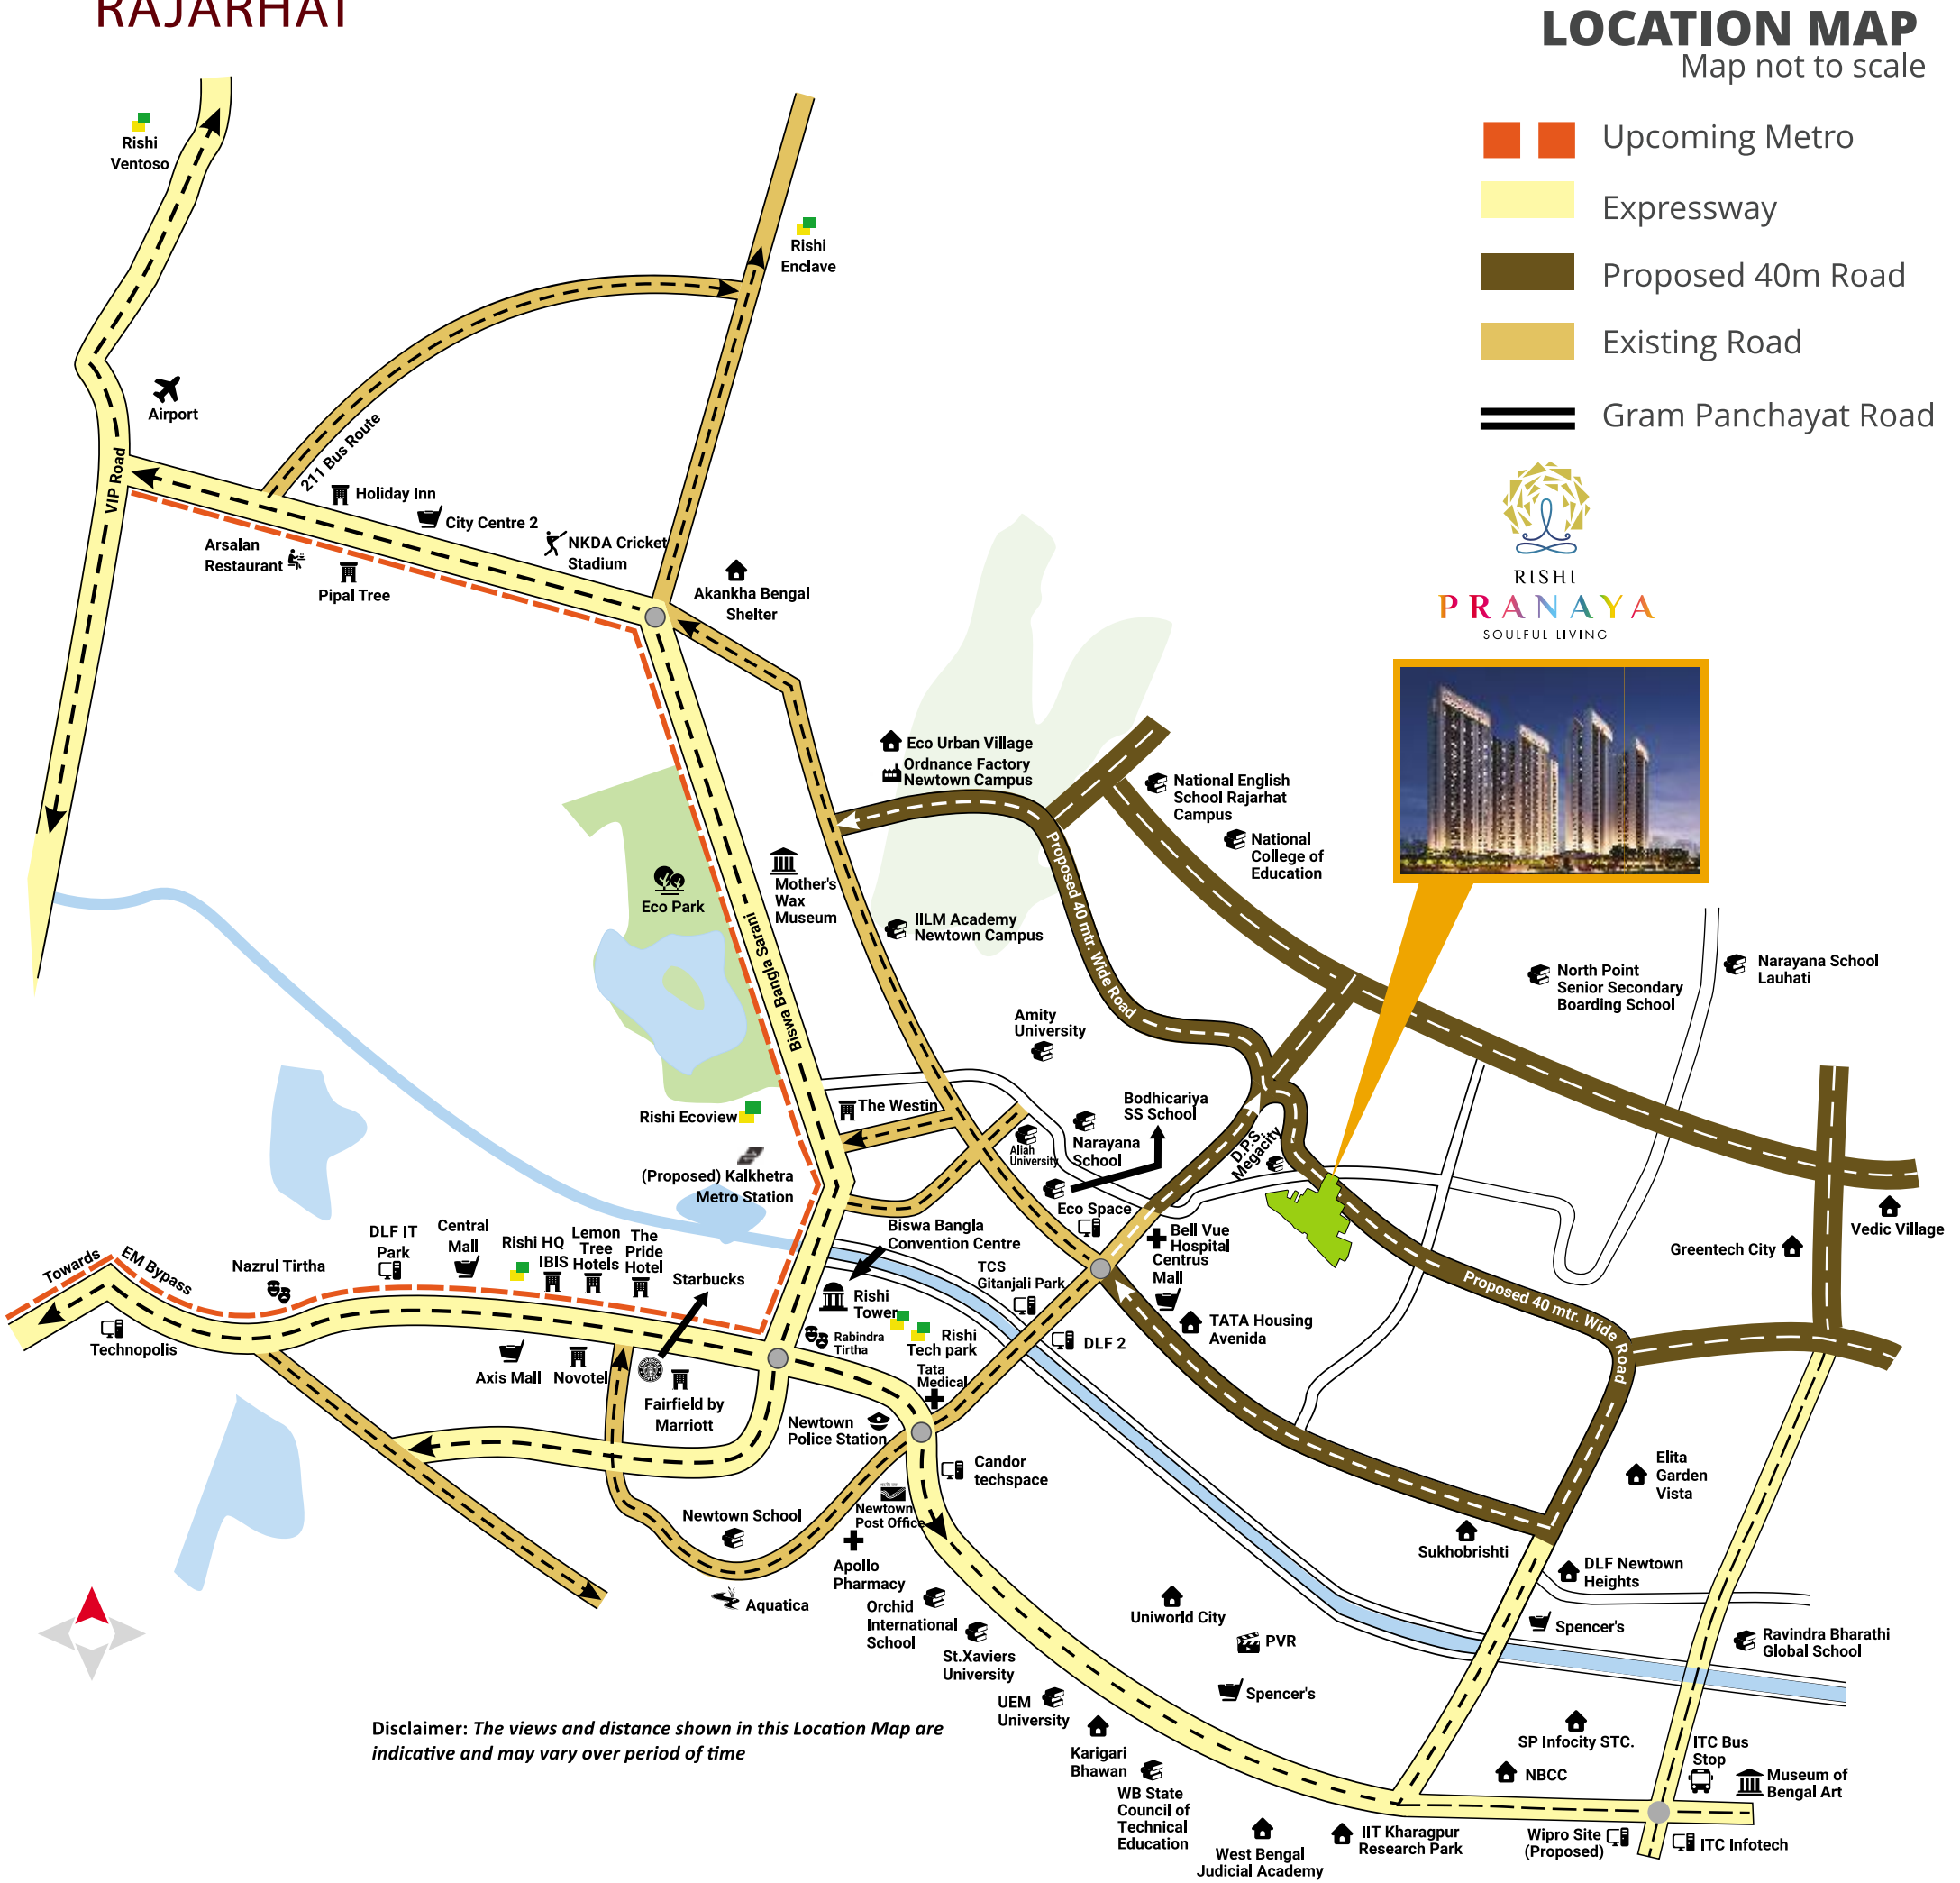 RAJARHAT
LOCATION MAP
Map not to scale
Upcoming Metro
Expressway
Proposed 40m Road
Existing Road
Gram Panchayat Road
RISHI
PRANAYA
SOULFUL LIVING
Rishi
Ventoso
Rishi
Enclave
Airport
VIP Road
211 Bus Route
Holiday Inn
City Centre 2
NKDA Cricket
Stadium
Arsalan
Restaurant
Pipal Tree
Akankha Bengal
Shelter
Eco Urban Village
Ordnance Factory
Newtown Campus
National English
School Rajarhat
Campus
National
College of
Education
Proposed 40 mtr. Wide Road
Eco Park
Mother's
Wax
Museum
Biswa Bangla Sarani
IILM Academy
Newtown Campus
North Point
Senior Secondary
Boarding School
Narayana School
Lauhati
Amity
University
Rishi Ecoview
The Westin
Bodhicariya
SS School
Aliah
University
Narayana
School
D.P.S.
Megacity
(Proposed) Kalkhetra
Metro Station
Eco Space
Bell Vue
Hospital
Centrus
Mall
Vedic Village
Greentech City
Biswa Bangla
Convention Centre
TCS
Gitanjali Park
Towards
EM Bypass
Nazrul Tirtha
DLF IT
Park
Central
Mall
Rishi HQ
IBIS
Lemon
Tree
Hotels
The
Pride
Hotel
Starbucks
Rishi
Tower
Rabindra
Tirtha
Rishi
Tech park
Tata
Medical
DLF 2
TATA Housing
Avenida
Proposed 40 mtr. Wide Road
Technopolis
Axis Mall
Novotel
Fairfield by
Marriott
Newtown
Police Station
Candor
techspace
Newtown School
Newtown
Post Office
Apollo
Pharmacy
Aquatica
Orchid
International
School
St.Xaviers
University
UEM
University
Karigari
Bhawan
WB State
Council of
Technical
Education
West Bengal
Judicial Academy
IIT Kharagpur
Research Park
Uniworld City
PVR
Spencer's
Sukhobrishti
Elita
Garden
Vista
DLF Newtown
Heights
Spencer's
Ravindra Bharathi
Global School
SP Infocity STC.
NBCC
ITC Bus
Stop
Museum of
Bengal Art
Wipro Site
(Proposed)
ITC Infotech
Disclaimer: The views and distance shown in this Location Map are
indicative and may vary over period of time